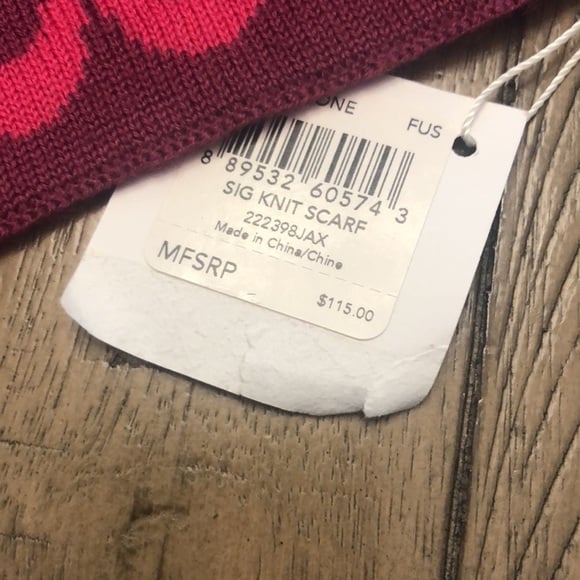 ONE FUS
8 89532 60574 3
SIG KNIT SCARF
222398JAX
Made in China/Chine
MFSRP
$115.00